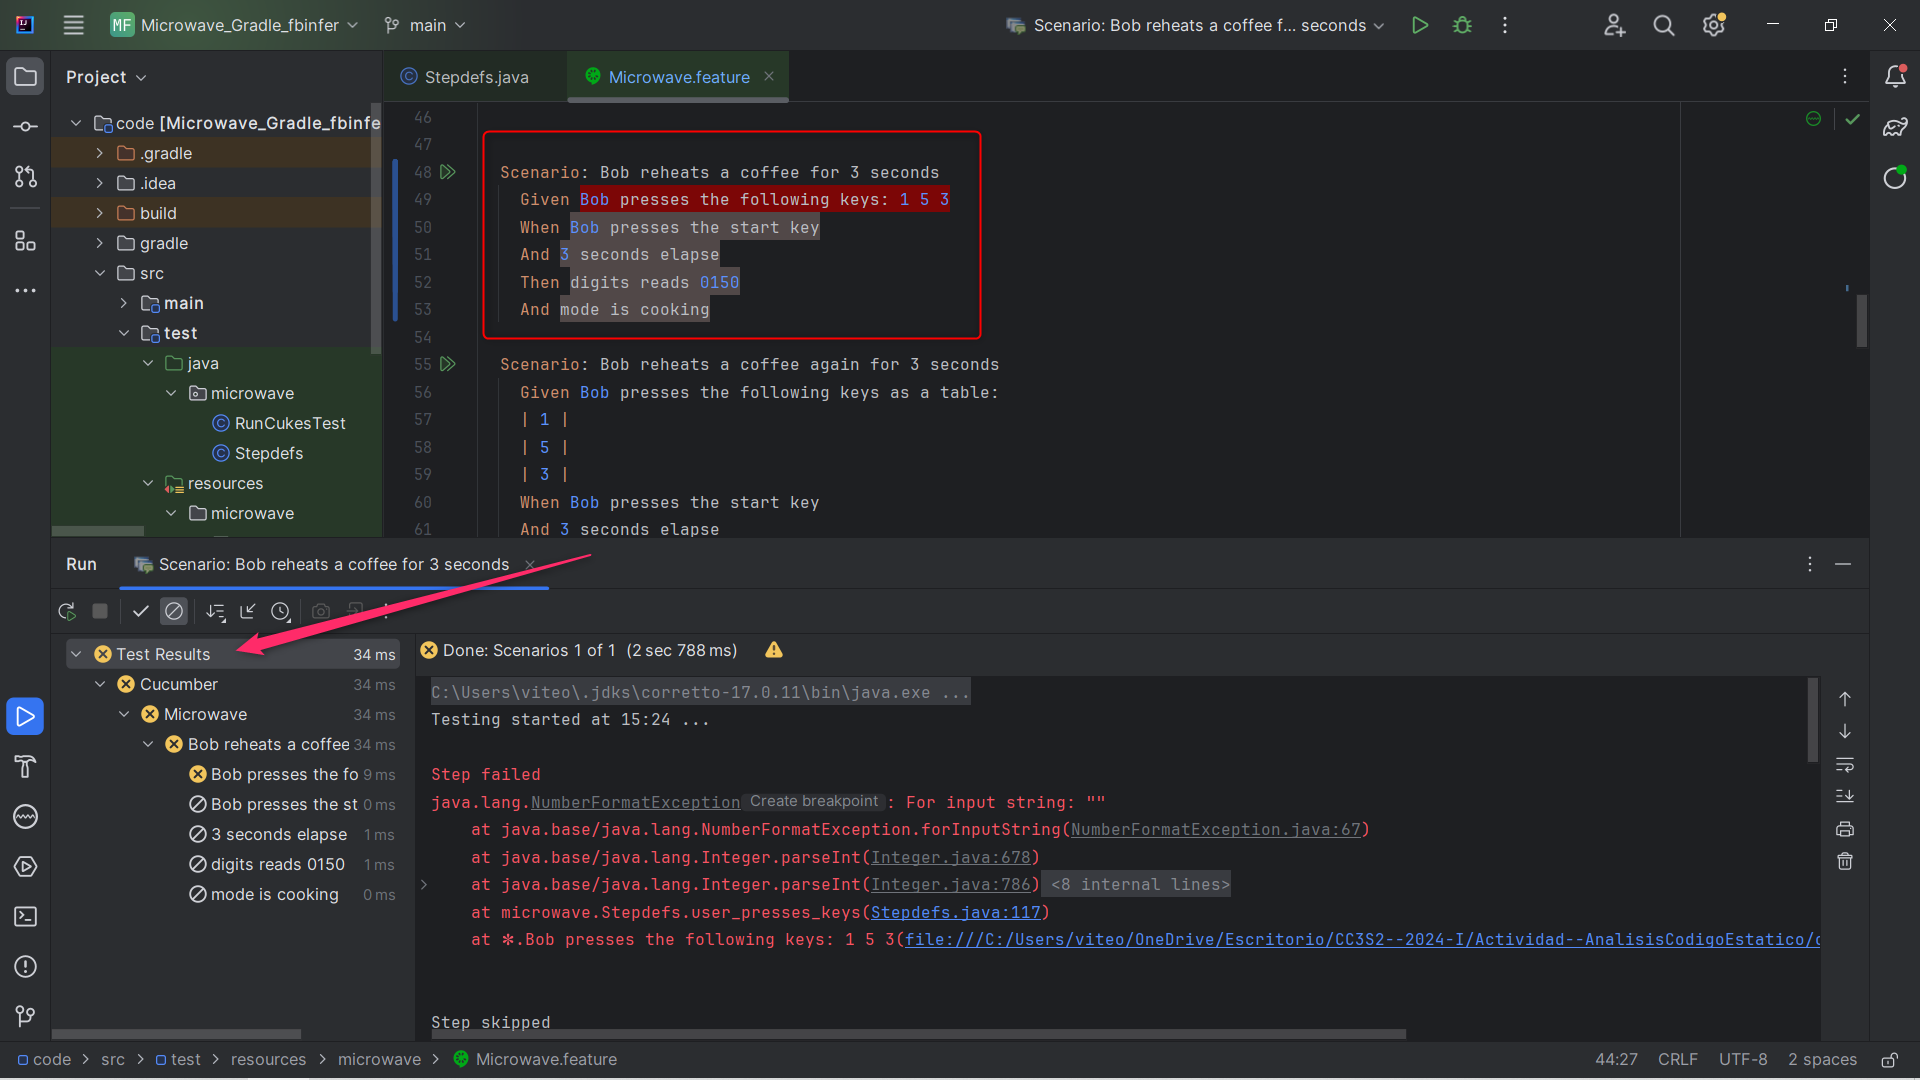 MF Microwave_Gradle_fbinfer main Scenario: Bob reheats a coffee f... seconds
Project
Stepdefs.java Microwave.feature
code [Microwave_Gradle_fbinfe
.gradle
.idea
build
gradle
src
main
test
java
microwave
RunCukesTest
Stepdefs
resources
microwave
46
47
48 Scenario: Bob reheats a coffee for 3 seconds
49 Given Bob presses the following keys: 1 5 3
50 When Bob presses the start key
51 And 3 seconds elapse
52 Then digits reads 0150
53 And mode is cooking
54
55 Scenario: Bob reheats a coffee again for 3 seconds
56 Given Bob presses the following keys as a table:
57 | 1 |
58 | 5 |
59 | 3 |
60 When Bob presses the start key
61 And 3 seconds elapse
Run Scenario: Bob reheats a coffee for 3 seconds
Test Results 34 ms
Cucumber 34 ms
Microwave 34 ms
Bob reheats a coffee 34 ms
Bob presses the fo 9 ms
Bob presses the st 0 ms
3 seconds elapse 1 ms
digits reads 0150 1 ms
mode is cooking 0 ms
Done: Scenarios 1 of 1 (2 sec 788 ms)
C:\Users\viteo\.jdks\corretto-17.0.11\bin\java.exe ...
Testing started at 15:24 ...
Step failed
java.lang.NumberFormatException Create breakpoint : For input string: ""
at java.base/java.lang.NumberFormatException.forInputString(NumberFormatException.java:67)
at java.base/java.lang.Integer.parseInt(Integer.java:678)
at java.base/java.lang.Integer.parseInt(Integer.java:786) <8 internal lines>
at microwave.Stepdefs.user_presses_keys(Stepdefs.java:117)
at ✽.Bob presses the following keys: 1 5 3(file:///C:/Users/viteo/OneDrive/Escritorio/CC3S2--2024-I/Actividad--AnalisisCodigoEstatico/c
Step skipped
code > src > test > resources > microwave > Microwave.feature 44:27 CRLF UTF-8 2 spaces